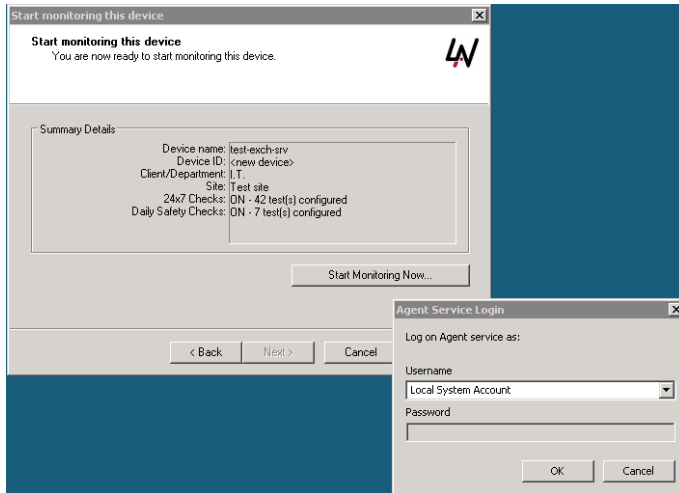 Start monitoring this device
Start monitoring this device
You are now ready to start monitoring this device.
Summary Details
Device name: test-exch-srv
Device ID: <new device>
Client/Department: I.T.
Site: Test site
24x7 Checks: ON - 42 test(s) configured
Daily Safety Checks: ON - 7 test(s) configured
Start Monitoring Now...
< Back Next > Cancel
Agent Service Login
Log on Agent service as:
Username
Local System Account
Password
OK Cancel